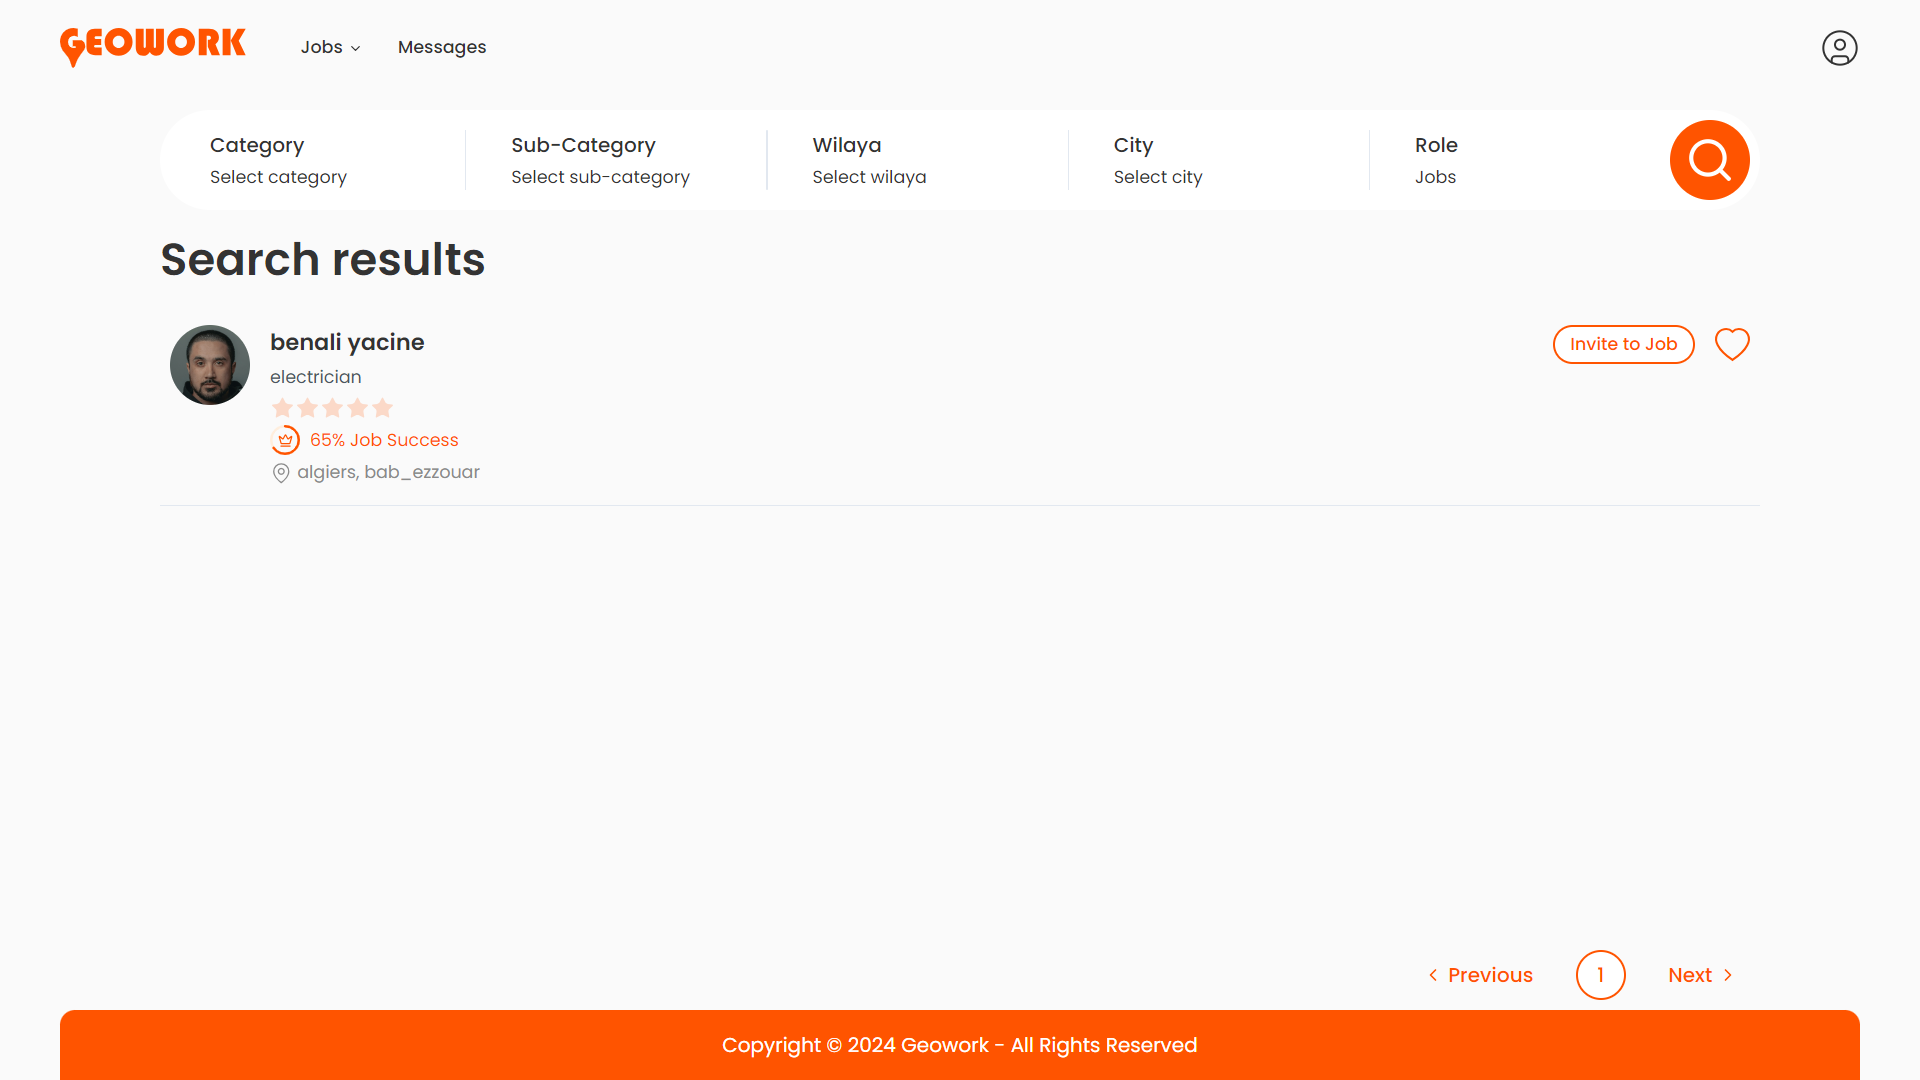 GEOWORK
Jobs
Messages
Category
Select category
Sub-Category
Select sub-category
Wilaya
Select wilaya
City
Select city
Role
Jobs
Search results
benali yacine
electrician
65% Job Success
algiers, bab_ezzouar
Invite to Job
Previous
1
Next
Copyright © 2024 Geowork - All Rights Reserved